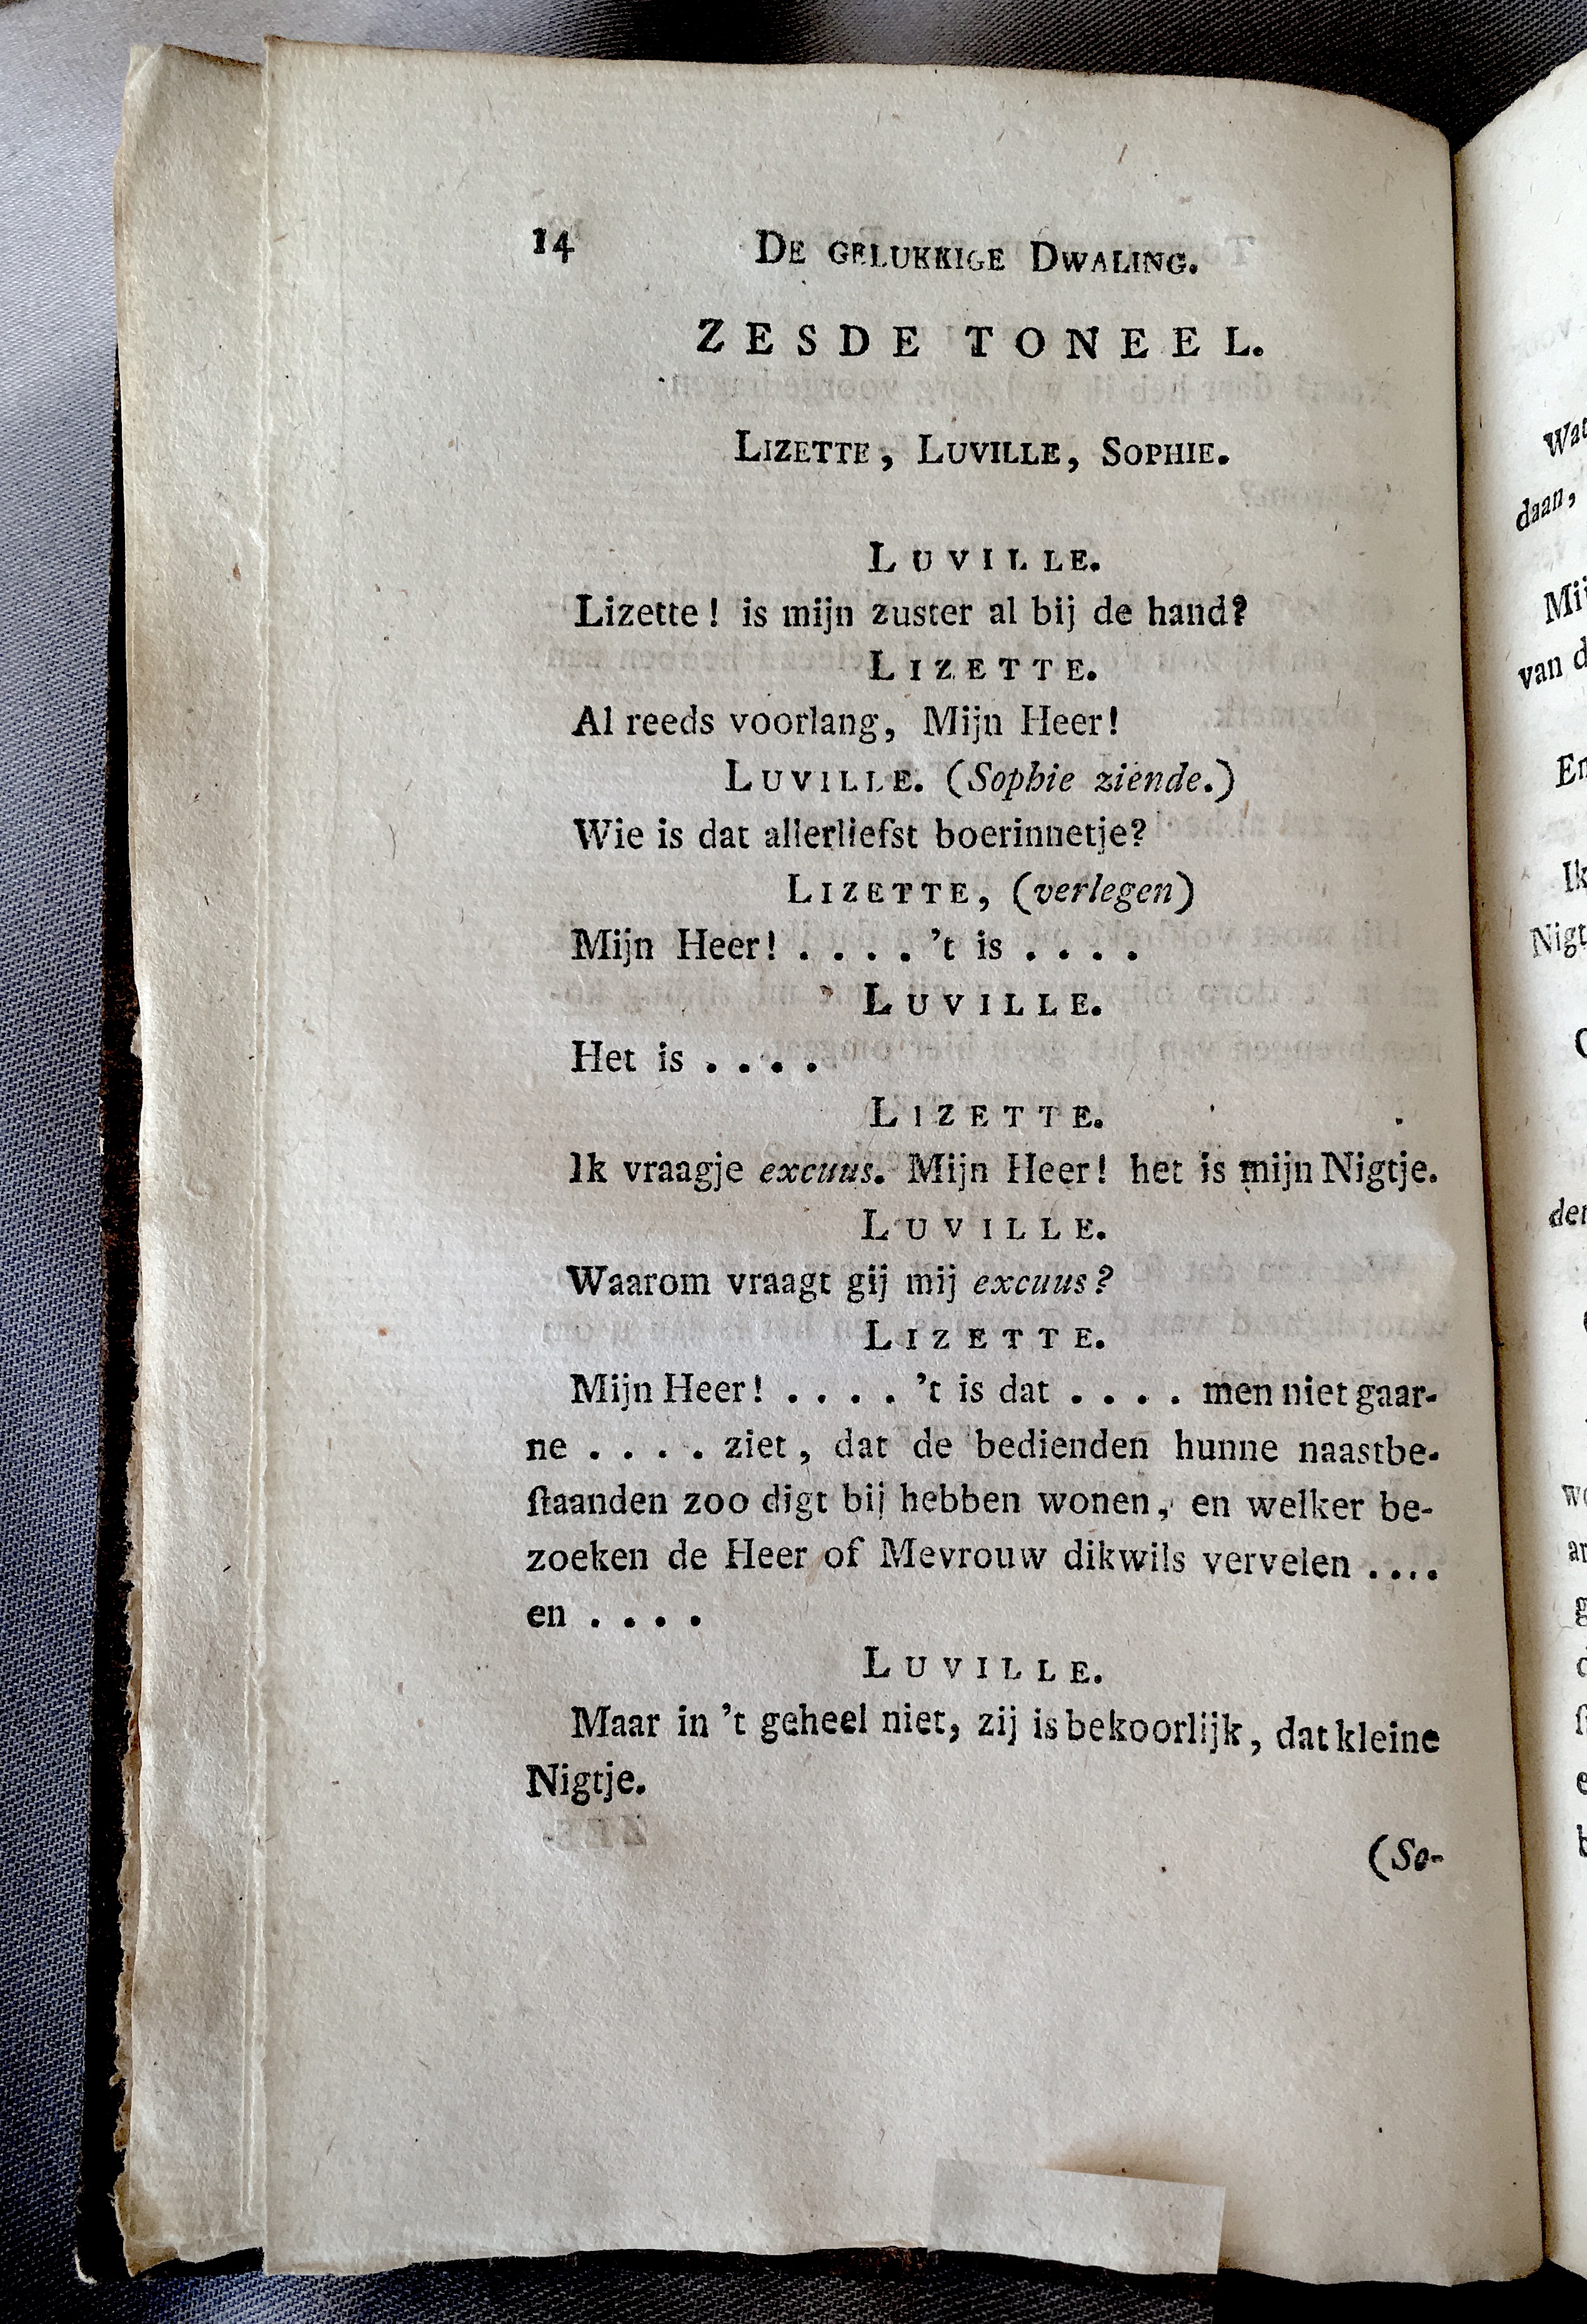 14 De gelukkige Dwaling.
ZESDE TONEEL.
Lizette, Luville, Sophie.
Luville.
Lizette! is mijn zuster al bij de hand?
Lizette.
Al reeds voorlang, Mijn Heer!
Luville. (Sophie ziende.)
Wie is dat allerliefst boerinnetje?
Lizette, (verlegen)
Mijn Heer! . . . . 't is . . . .
Luville.
Het is . . . .
Lizette.
Ik vraagje excuus. Mijn Heer! het is mijn Nigtje.
Luville.
Waarom vraagt gij mij excuus?
Lizette.
Mijn Heer! . . . . 't is dat . . . . men niet gaar-
ne . . . . ziet, dat de bedienden hunne naastbe-
ſtaanden zoo digt bij hebben wonen, en welker be-
zoeken de Heer of Mevrouw dikwils vervelen ....
en . . . .
Luville.
Maar in 't geheel niet, zij is bekoorlijk, dat kleine
Nigtje.
(So-
daan,
van d
En
Ik